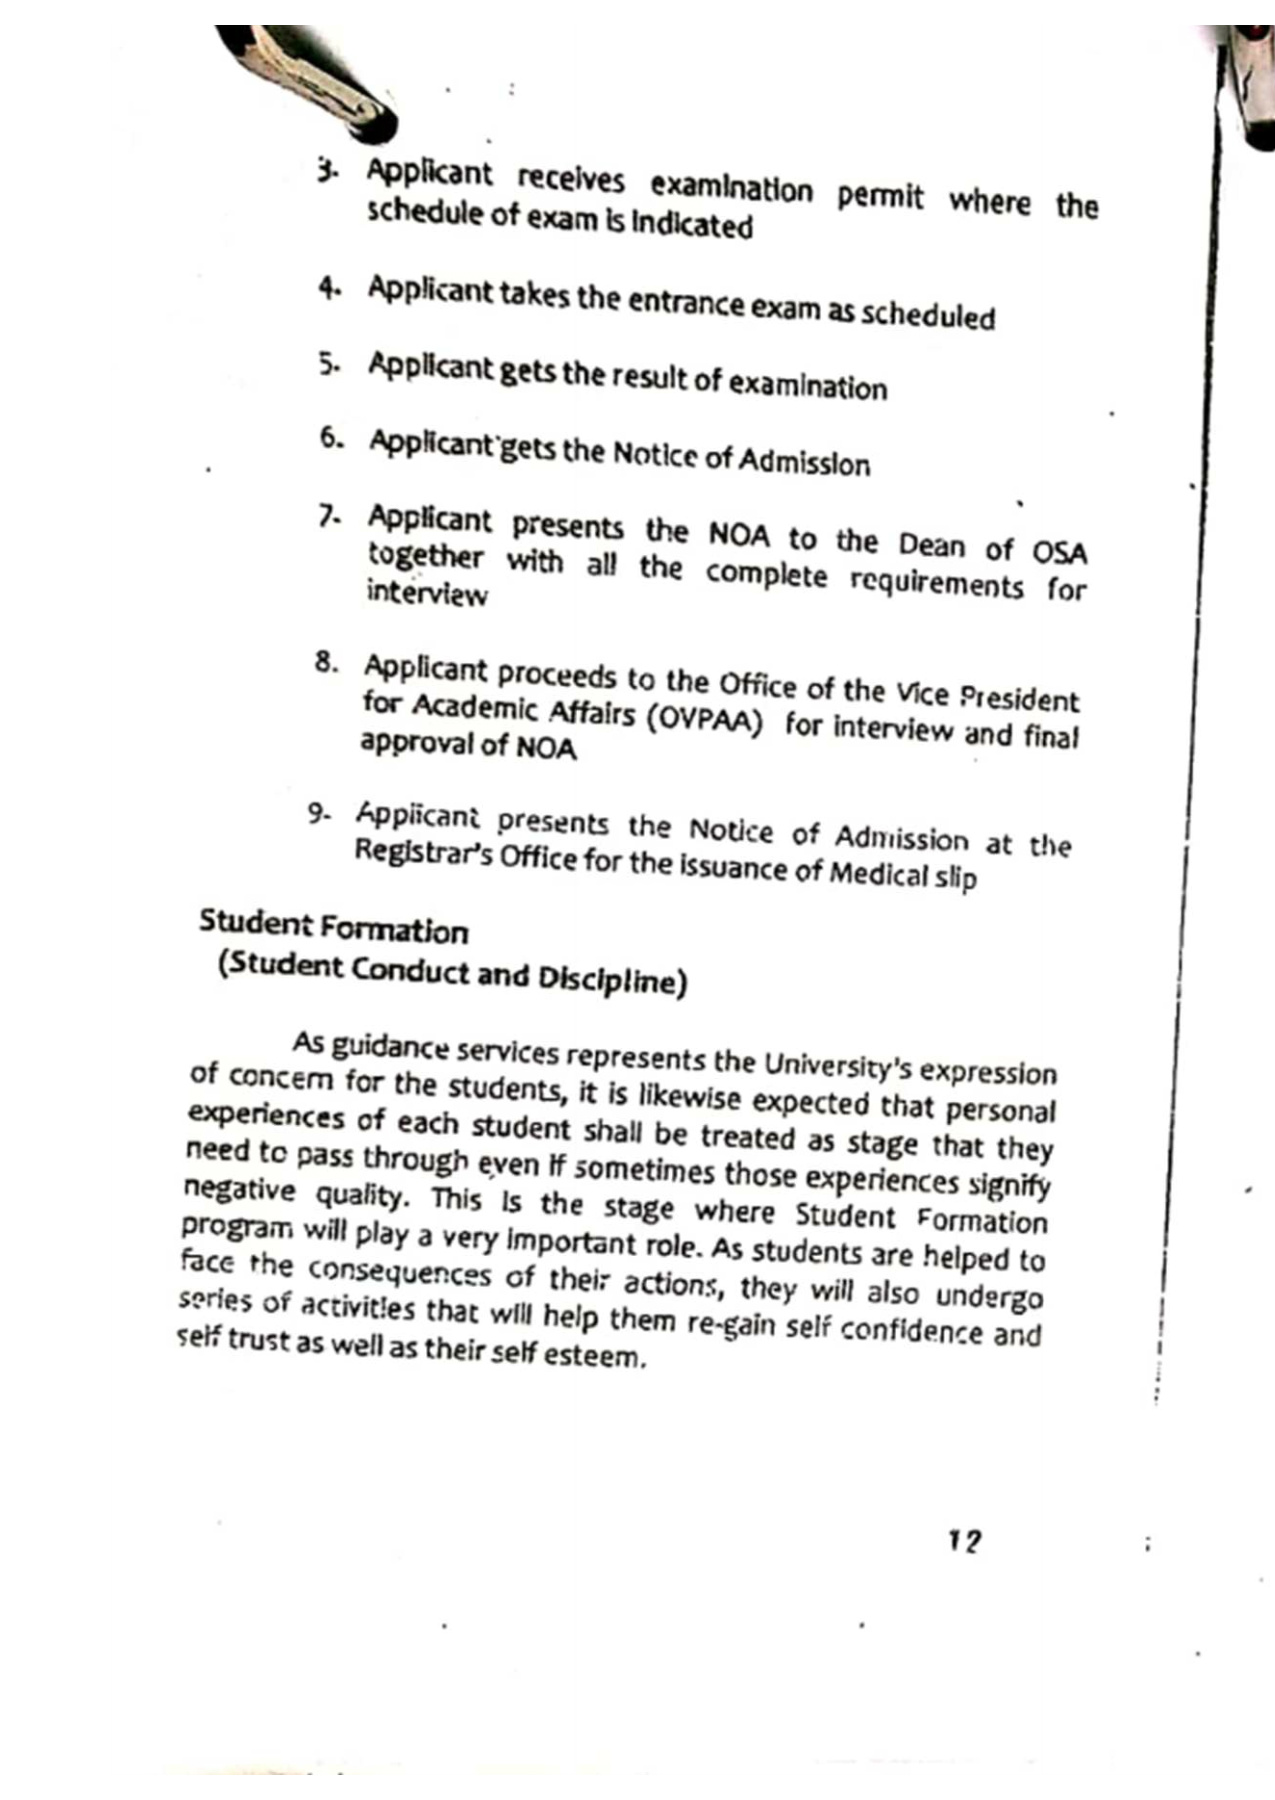 3. Applicant receives examination permit where the
schedule of exam is indicated
4. Applicant takes the entrance exam as scheduled
5. Applicant gets the result of examination
6. Applicant gets the Notice of Admission
7. Applicant presents the NOA to the Dean of OSA
together with all the complete requirements for
interview
8. Applicant proceeds to the Office of the Vice President
for Academic Affairs (OVPAA) for interview and final
approval of NOA
9. Applicant presents the Notice of Admission at the
Registrar's Office for the issuance of Medical slip
Student Formation
(Student Conduct and Discipline)
As guidance services represents the University's expression
of concern for the students, it is likewise expected that personal
experiences of each student shall be treated as stage that they
need to pass through even if sometimes those experiences signify
negative quality. This is the stage where Student Formation
program will play a very important role. As students are helped to
face the consequences of their actions, they will also undergo
series of activities that will help them re-gain self confidence and
self trust as well as their self esteem.
12